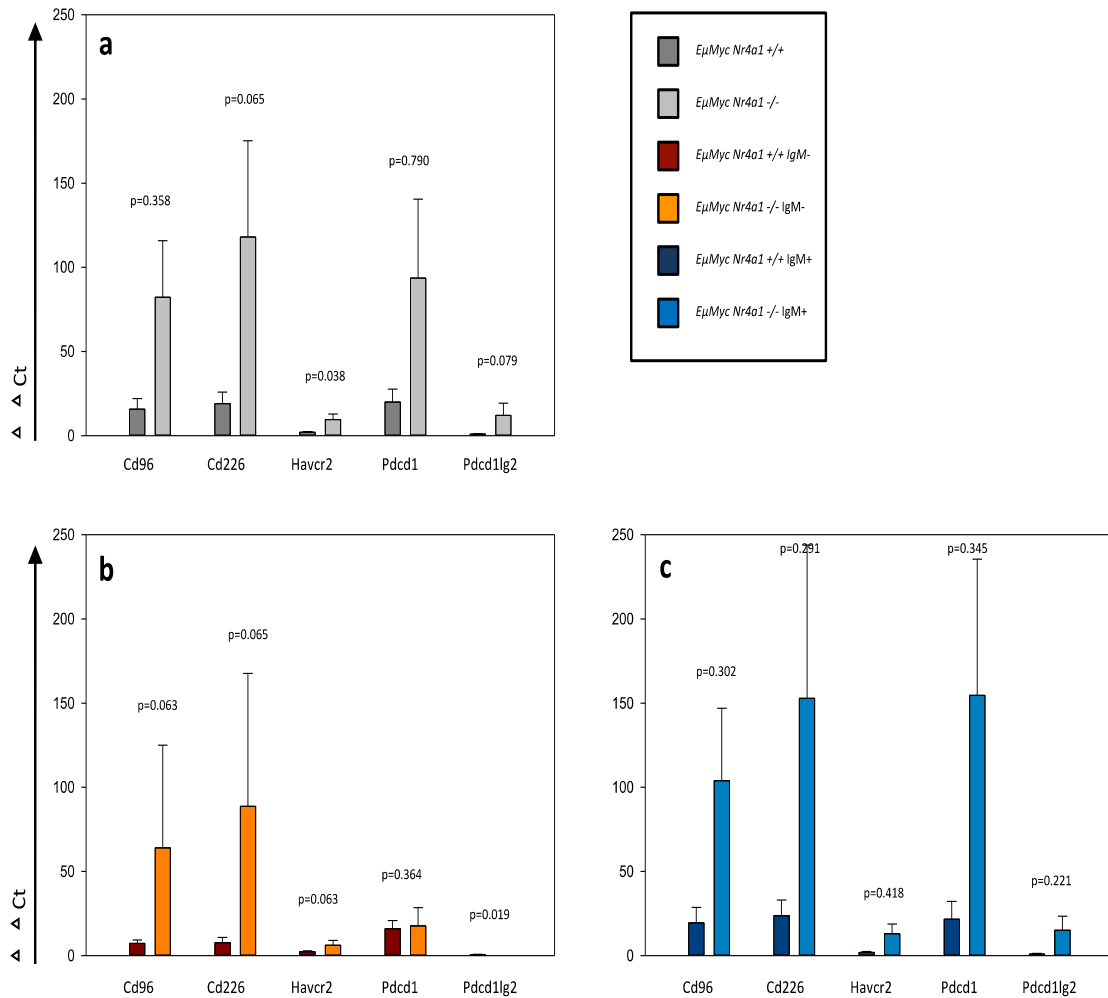 250
200
150
100
50
0
△ △ Ct
a
p=0.358
p=0.065
p=0.038
p=0.790
p=0.079
Cd96 Cd226 Havcr2 Pdcd1 Pdcd1lg2
EµMyc Nr4a1 +/+
EµMyc Nr4a1 -/-
EµMyc Nr4a1 +/+ IgM-
EµMyc Nr4a1 -/- IgM-
EµMyc Nr4a1 +/+ IgM+
EµMyc Nr4a1 -/- IgM+
250
200
150
100
50
0
△ △ Ct
b
p=0.063
p=0.065
p=0.063
p=0.364
p=0.019
Cd96 Cd226 Havcr2 Pdcd1 Pdcd1lg2
250
200
150
100
50
0
c
p=0.302
p=0.291
p=0.418
p=0.345
p=0.221
Cd96 Cd226 Havcr2 Pdcd1 Pdcd1lg2